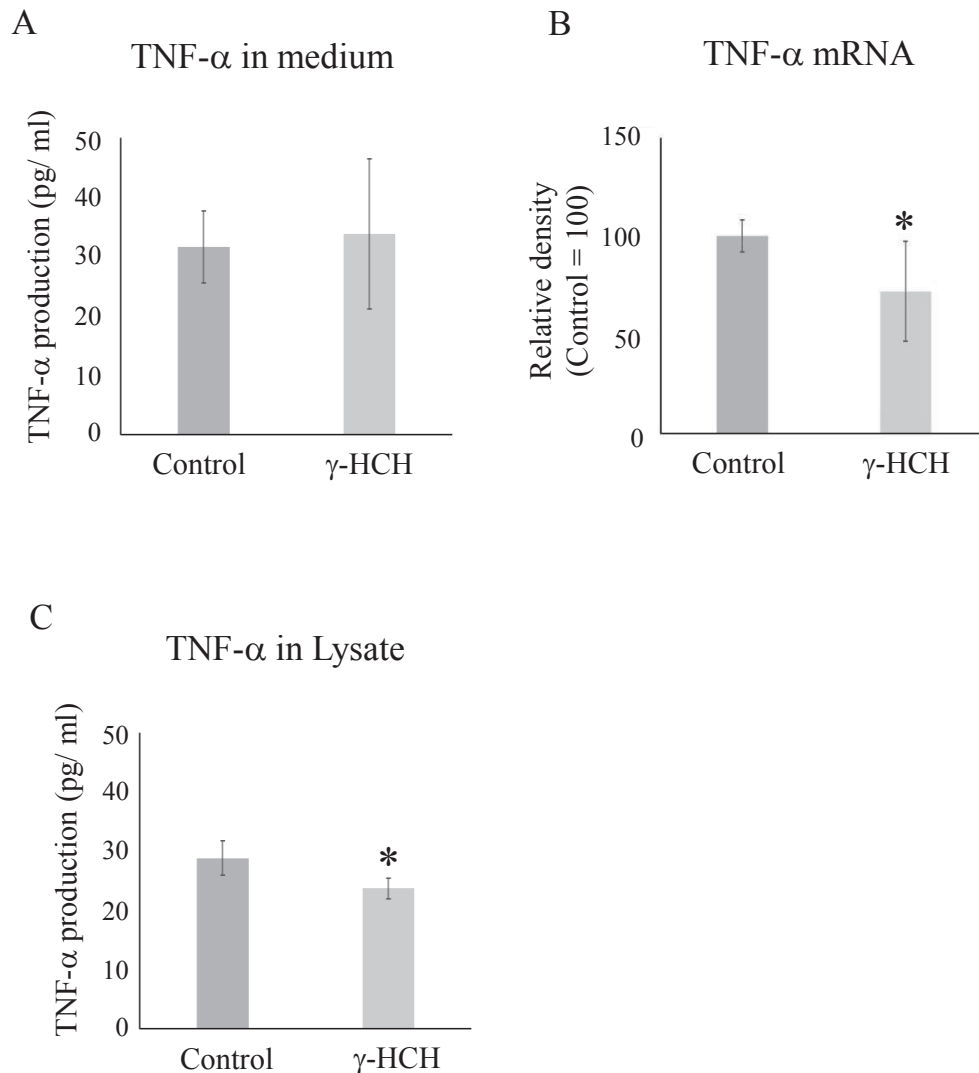 A
TNF-α in medium
TNF-α production (pg/ ml)
50
40
30
20
10
0
Control
γ-HCH
B
TNF-α mRNA
Relative density
(Control = 100)
150
100
50
0
*
Control
γ-HCH
C
TNF-α in Lysate
TNF-α production (pg/ ml)
50
40
30
20
10
0
*
Control
γ-HCH